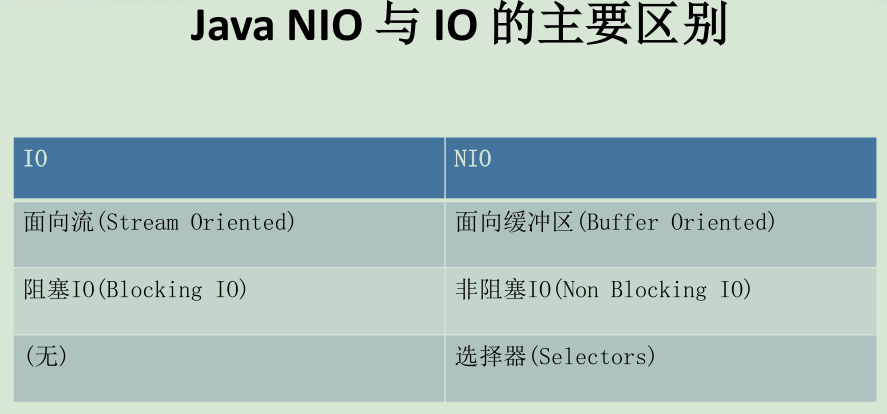 Java NIO 与 IO 的主要区别
IO
NIO
面向流(Stream Oriented)
面向缓冲区(Buffer Oriented)
阻塞IO(Blocking IO)
非阻塞IO(Non Blocking IO)
(无)
选择器(Selectors)